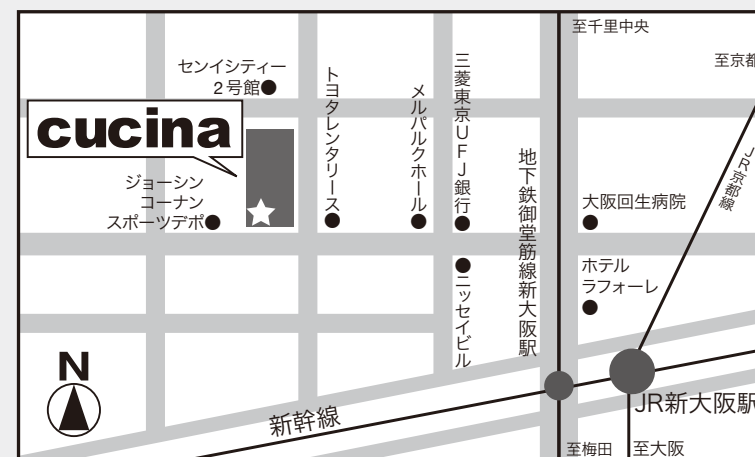 至千里中央
至京都
センイシティー
2号館
cucina
ジョーシン
コーナン
スポーツデポ
トヨタレンタリース
メルパルクホール
三菱東京UFJ銀行
ニッセイビル
地下鉄御堂筋線新大阪駅
大阪回生病院
ホテル
ラフォーレ
JR京都線
N
新幹線
JR新大阪駅
至梅田
至大阪